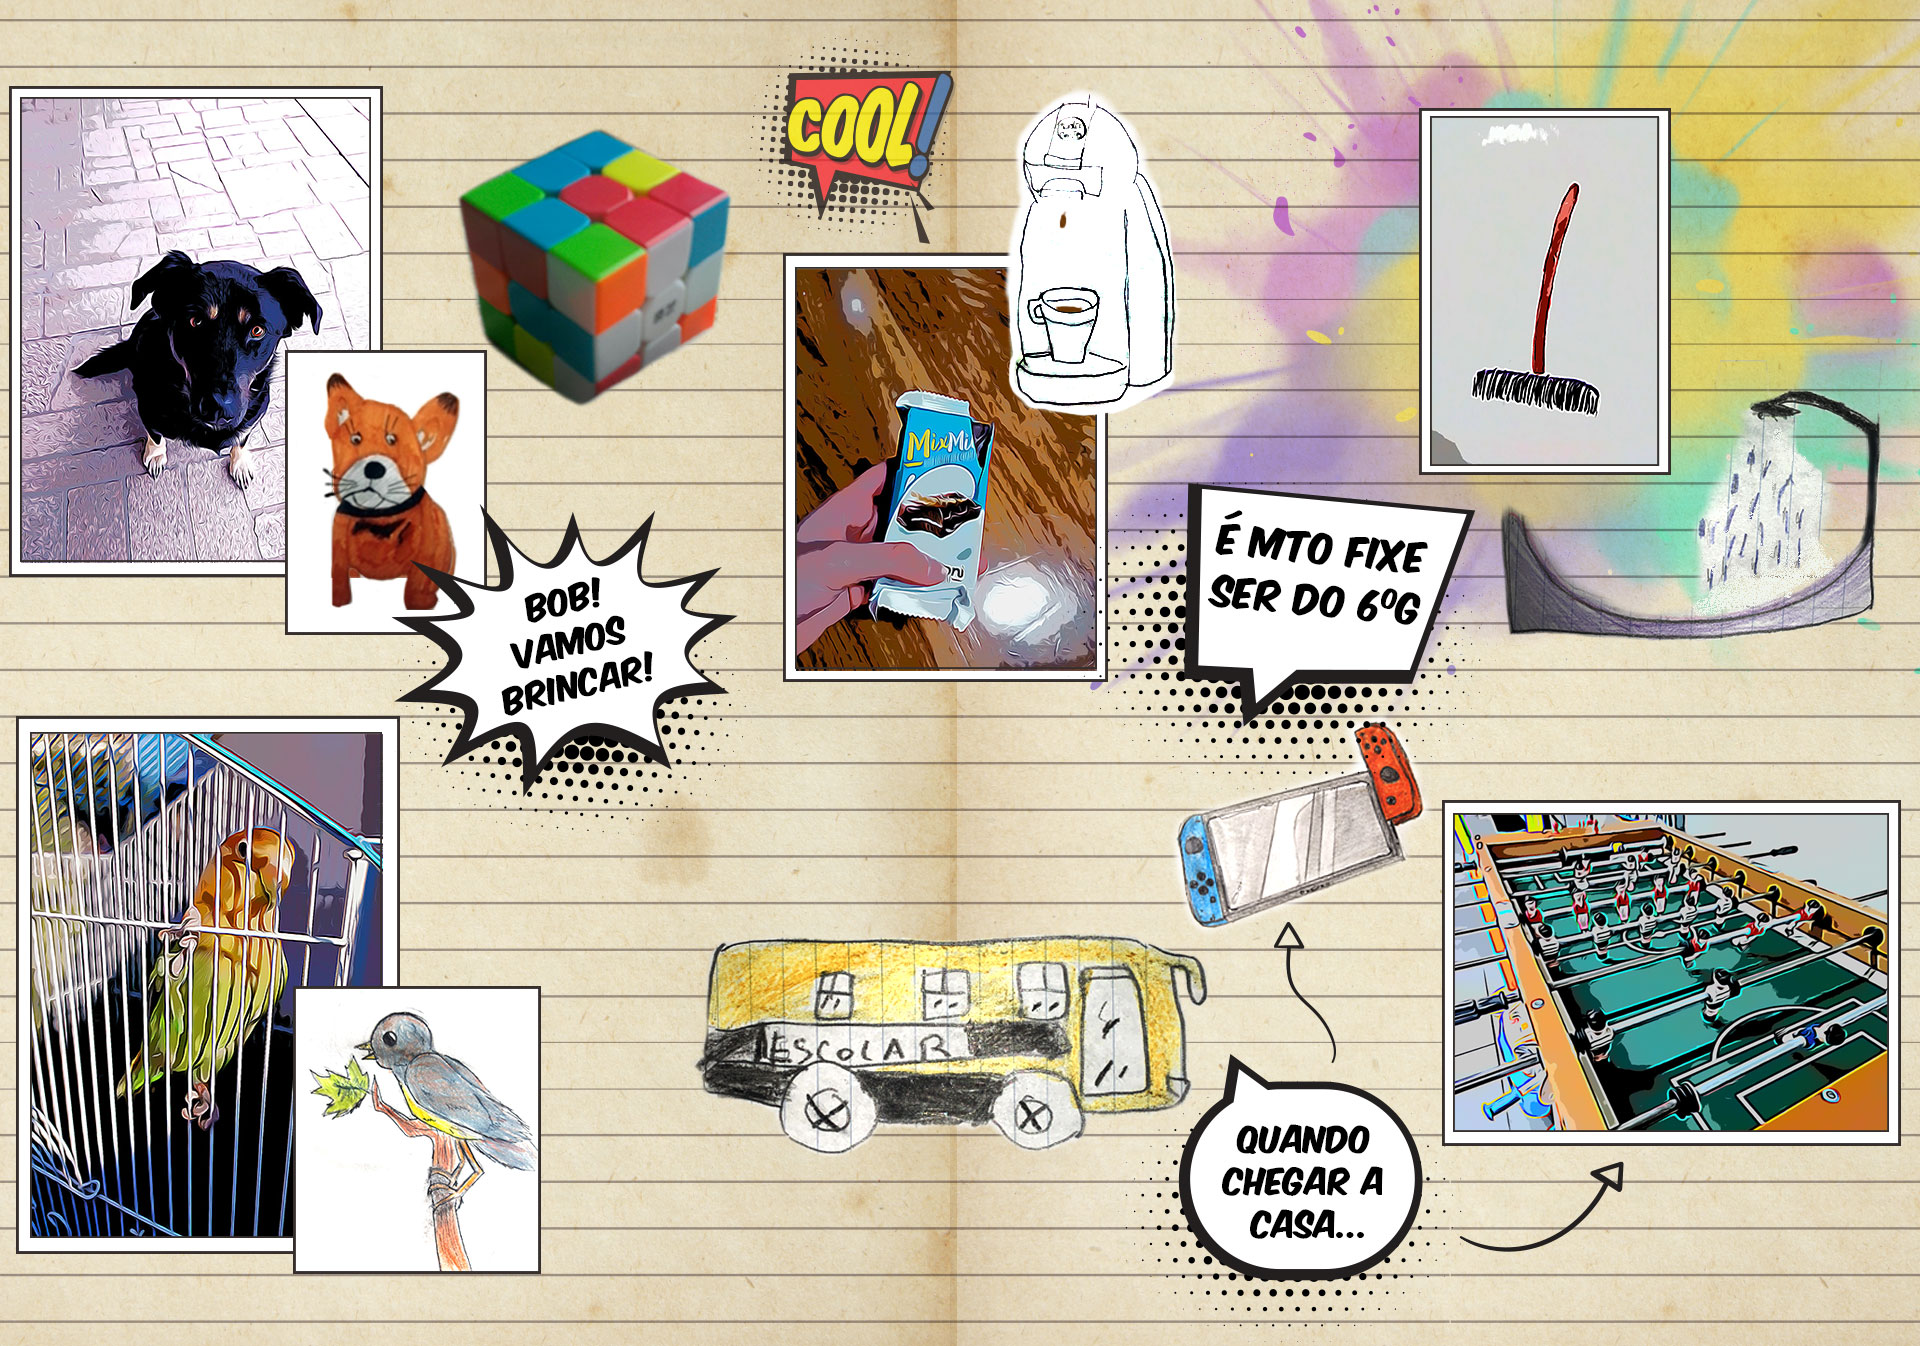 COOL!
MixMi
BOB!
VAMOS
BRINCAR!
É MTO FIXE
SER DO 6ºG
ESCOLAR
QUANDO
CHEGAR A
CASA...